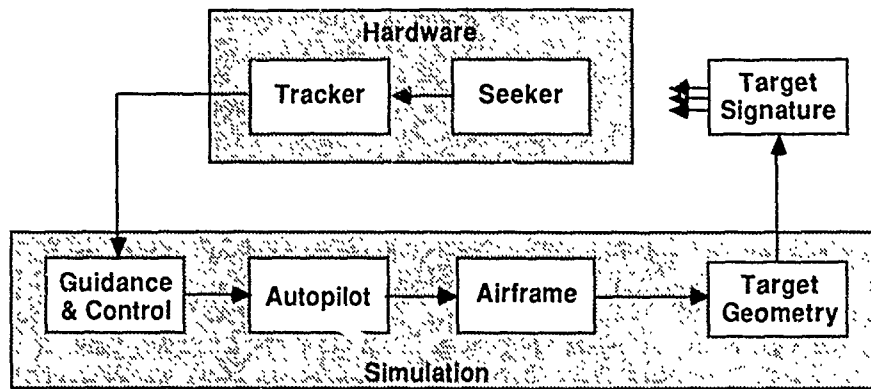 Hardware
Tracker
Seeker
Target
Signature
Guidance
& Control
Autopilot
Airframe
Target
Geometry
Simulation